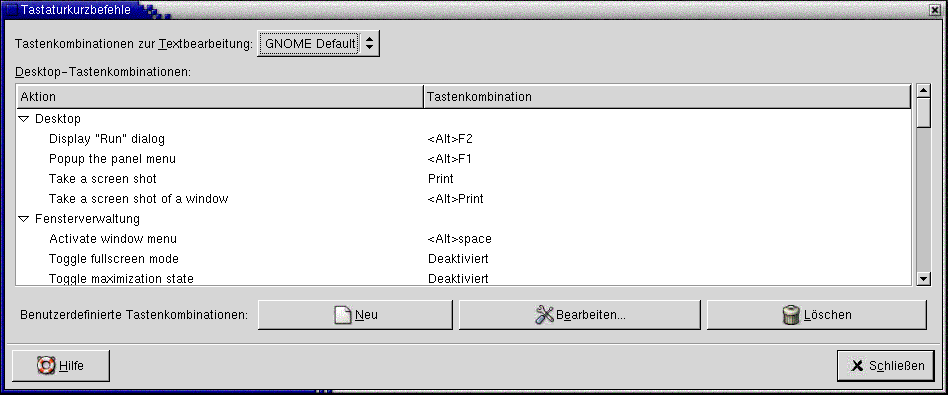 Tastaturkurzbefehle
Tastenkombinationen zur Textbearbeitung: GNOME Default
Desktop-Tastenkombinationen:
Aktion Tastenkombination
Desktop
Display "Run" dialog <Alt>F2
Popup the panel menu <Alt>F1
Take a screen shot Print
Take a screen shot of a window <Alt>Print
Fensterverwaltung
Activate window menu <Alt>space
Toggle fullscreen mode Deaktiviert
Toggle maximization state Deaktiviert
Benutzerdefinierte Tastenkombinationen: Neu Bearbeiten... Löschen
Hilfe Schließen